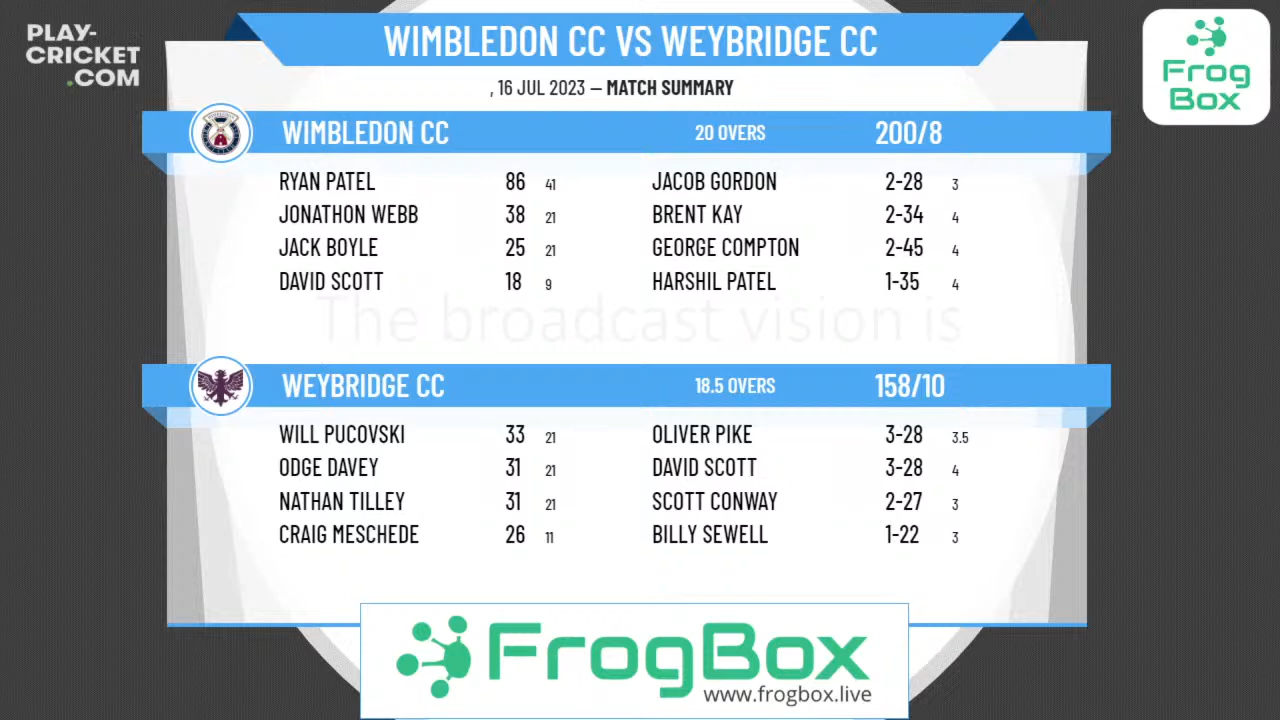 PLAY-
CRICKET
.COM
WIMBLEDON CC VS WEYBRIDGE CC
Frog
Box
, 16 JUL 2023 – MATCH SUMMARY
WIMBLEDON CC 20 OVERS 200/8
RYAN PATEL 86 41 JACOB GORDON 2-28 3
JONATHON WEBB 38 21 BRENT KAY 2-34 4
JACK BOYLE 25 21 GEORGE COMPTON 2-45 4
DAVID SCOTT 18 9 HARSHIL PATEL 1-35 4
The broadcast vision is
WEYBRIDGE CC 18.5 OVERS 158/10
WILL PUCOVSKI 33 21 OLIVER PIKE 3-28 3.5
ODGE DAVEY 31 21 DAVID SCOTT 3-28 4
NATHAN TILLEY 31 21 SCOTT CONWAY 2-27 3
CRAIG MESCHEDE 26 11 BILLY SEWELL 1-22 3
FrogBox
www.frogbox.live